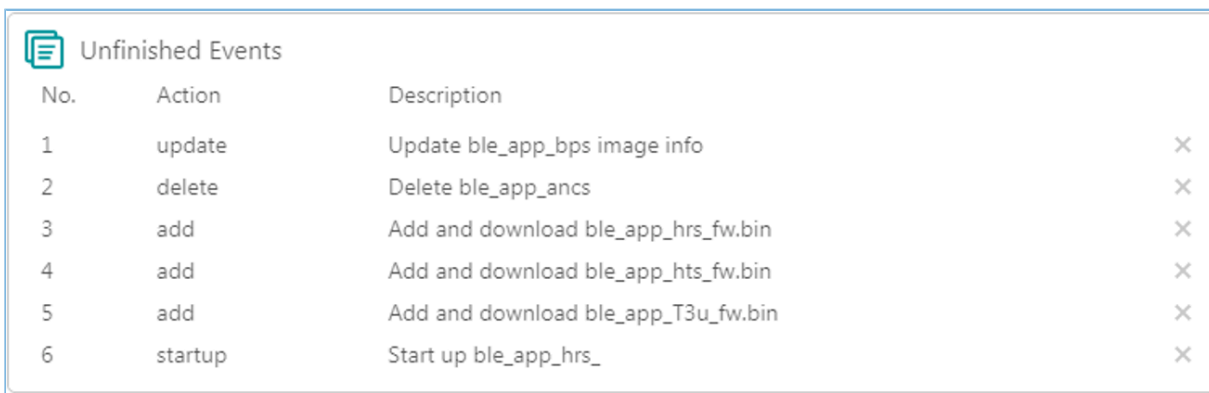 Unfinished Events
No. Action Description
1 update Update ble_app_bps image info
2 delete Delete ble_app_ancs
3 add Add and download ble_app_hrs_fw.bin
4 add Add and download ble_app_hts_fw.bin
5 add Add and download ble_app_T3u_fw.bin
6 startup Start up ble_app_hrs_